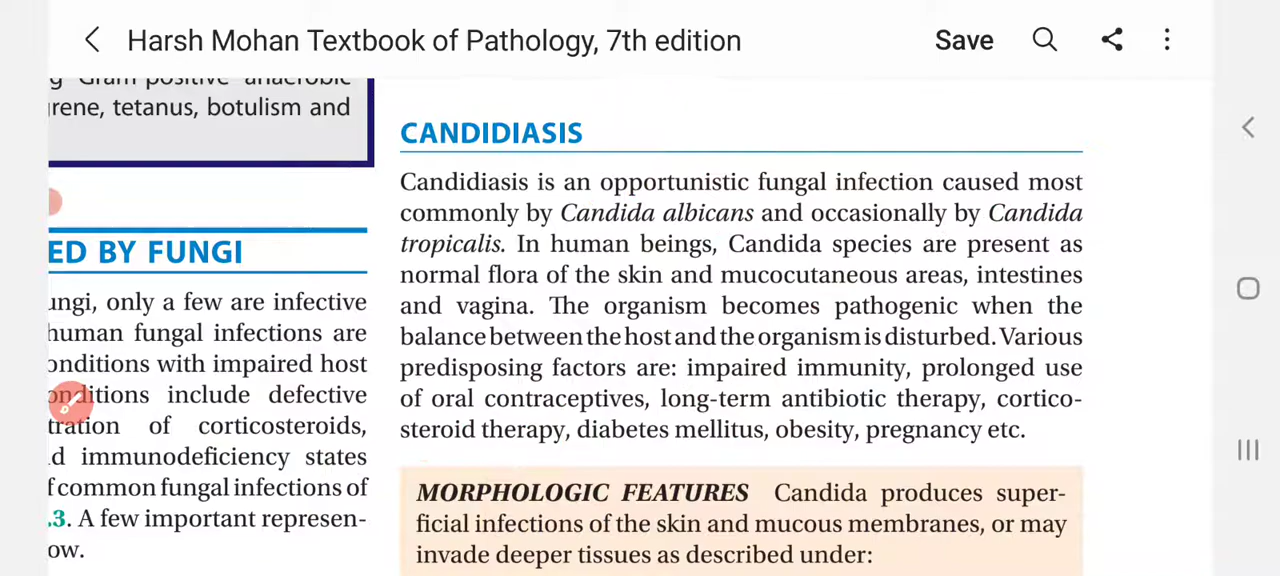 Harsh Mohan Textbook of Pathology, 7th edition
Save
Gram-positive anaerobic
tetanus, botulism and
ED BY FUNGI
ungi, only a few are infective
human fungal infections are
onditions with impaired host
onditions include defective
tration of corticosteroids,
d immunodeficiency states
f common fungal infections of
.3. A few important represen-
ow.
CANDIDIASIS
Candidiasis is an opportunistic fungal infection caused most
commonly by Candida albicans and occasionally by Candida
tropicalis. In human beings, Candida species are present as
normal flora of the skin and mucocutaneous areas, intestines
and vagina. The organism becomes pathogenic when the
balance between the host and the organism is disturbed. Various
predisposing factors are: impaired immunity, prolonged use
of oral contraceptives, long-term antibiotic therapy, cortico-
steroid therapy, diabetes mellitus, obesity, pregnancy etc.
MORPHOLOGIC FEATURES Candida produces super-
ficial infections of the skin and mucous membranes, or may
invade deeper tissues as described under: